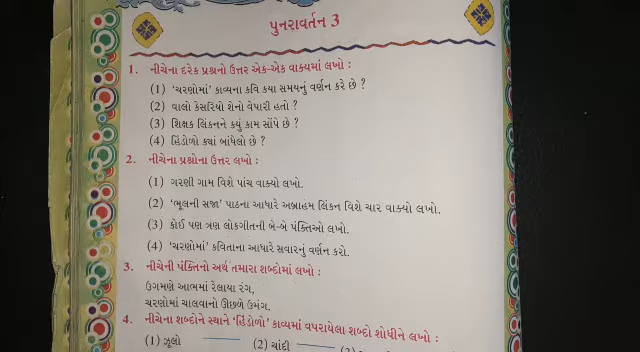 પુનરાવર્તન 3
1. નીચેના દરેક પ્રશ્નનો ઉત્તર એક-એક વાક્યમાં લખો :
(1) ‘ચરણોમાં’ કાવ્યના કવિ કયા સમયનું વર્ણન કરે છે ?
(2) વાલો કેસરિયો શેનો વેપારી હતો ?
(3) શિક્ષક લિંકનને કયું કામ સોંપે છે ?
(4) હિંડોળો ક્યાં બાંધેલો છે ?
2. નીચેના પ્રશ્નોના ઉત્તર લખો :
(1) ગરણી ગામ વિશે પાંચ વાક્યો લખો.
(2) ‘ભૂલની સજા’ પાઠના આધારે અબ્રાહમ લિંકન વિશે ચાર વાક્યો લખો.
(3) કોઈ પણ ત્રણ લોકગીતની બે-બે પંક્તિઓ લખો.
(4) ‘ચરણોમાં’ કવિતાના આધારે સવારનું વર્ણન કરો.
3. નીચેની પંક્તિનો અર્થ તમારા શબ્દોમાં લખો :
ઉગમણે આભમાં રેલાયા રંગ,
ચરણોમાં ચાલવાનો ઊછળે ઉમંગ.
4. નીચેના શબ્દોને સ્થાને ‘હિંડોળો’ કાવ્યમાં વપરાયેલા શબ્દો શોધીને લખો :
(1) ઝૂલો (2) ચાંદી